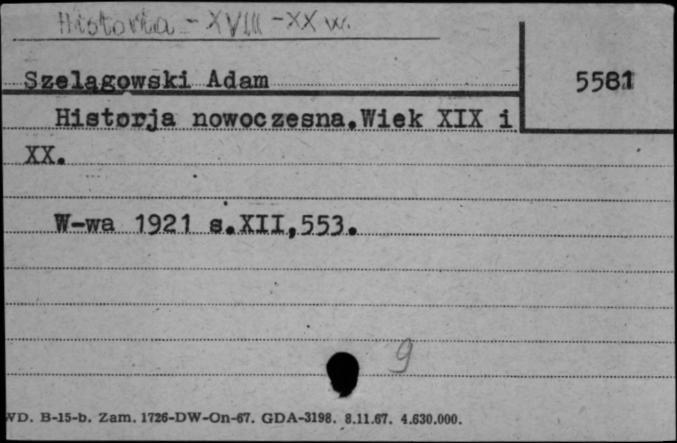 Historia - XVIII - XX w.
Szelągowski Adam
5581
Historja nowoczesna.Wiek XIX i
XX.
W-wa 1921 s.XII,553.
9
WD. B-15-b. Zam. 1726-DW-On-67. GDA-3198. 8.11.67. 4.630.000.